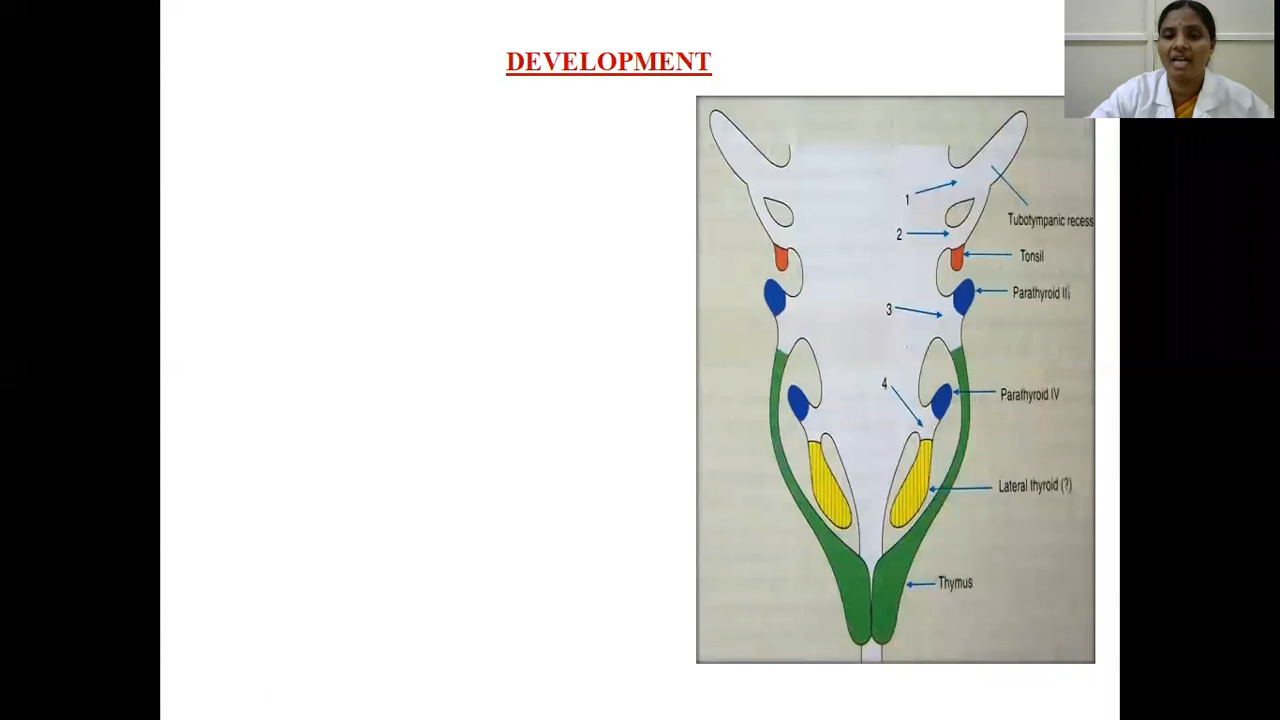 DEVELOPMENT
1
Tubotympanic recess
2
Tonsil
Parathyroid III
3
4
Parathyroid IV
Lateral thyroid (?)
Thymus